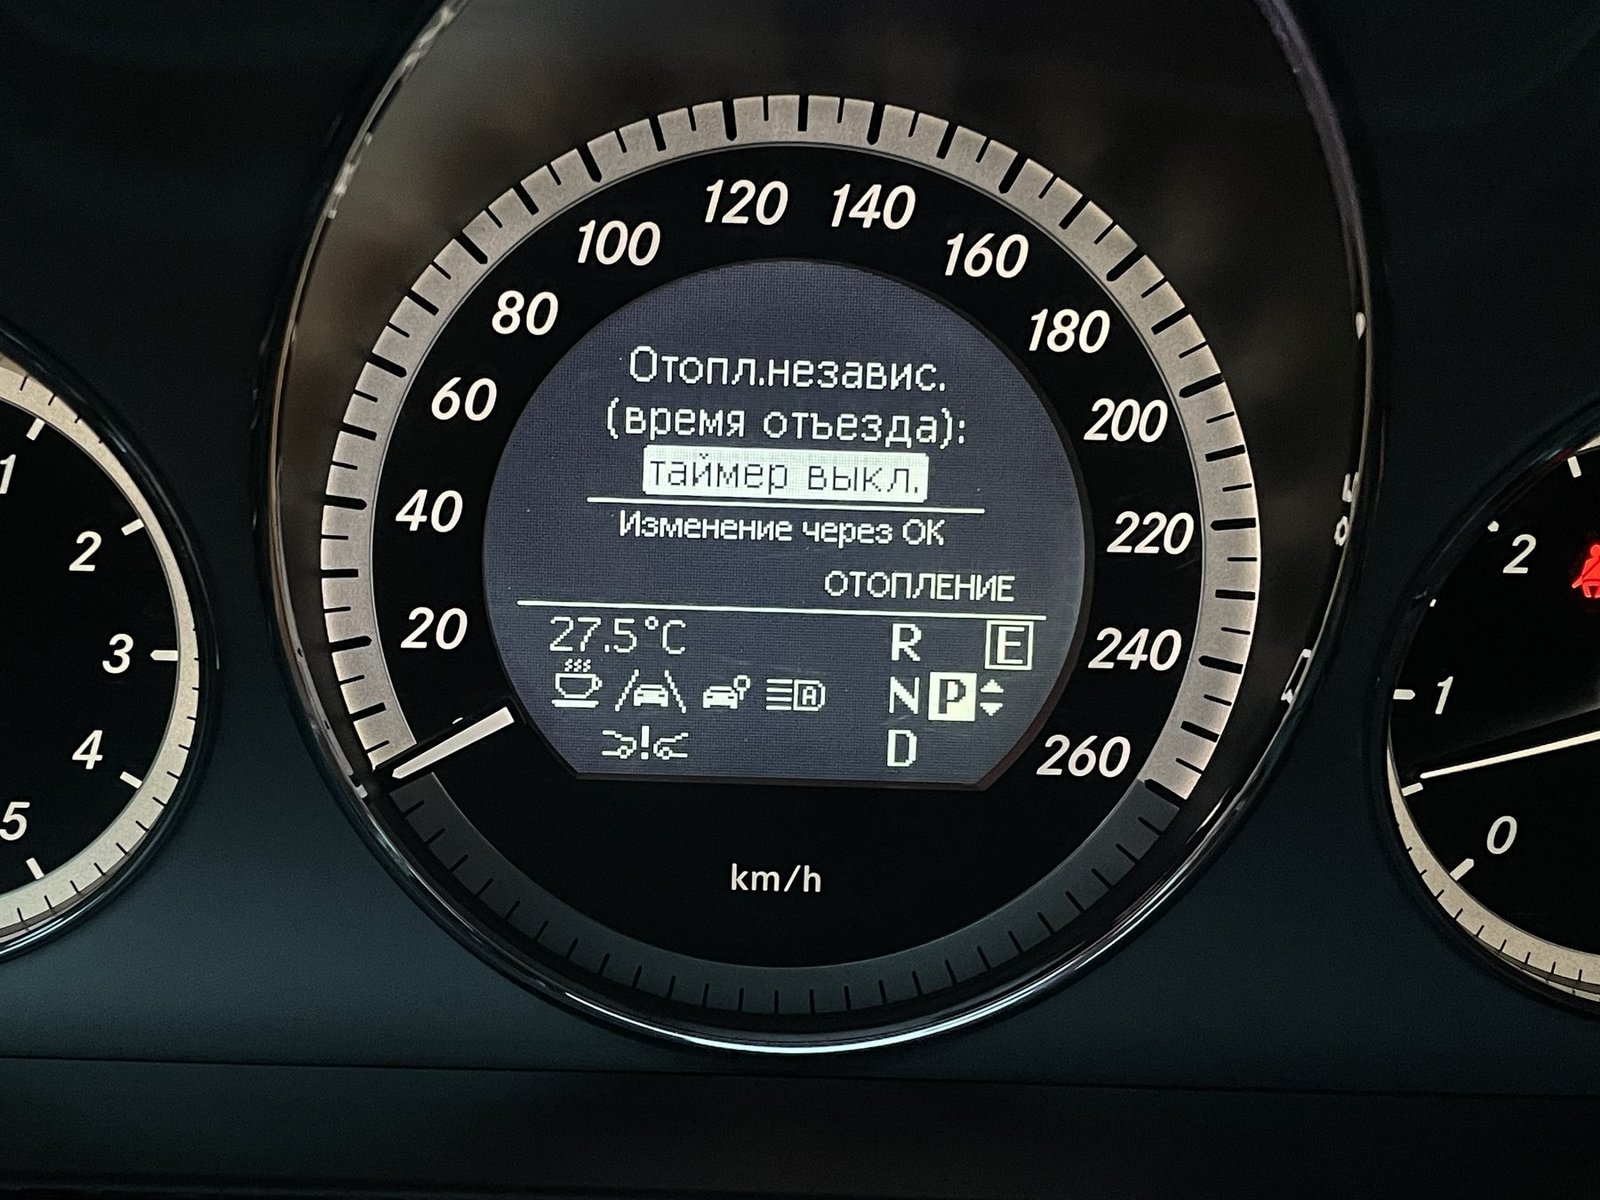 120 140
100 160
80 180
60 200
40 220
20 240
260
Отопл.независ.
(время отъезда):
таймер выкл.
Изменение через OK
ОТОПЛЕНИЕ
27.5°C
R E
A N P
D
km/h
1
2
3
4
5
2
1
0